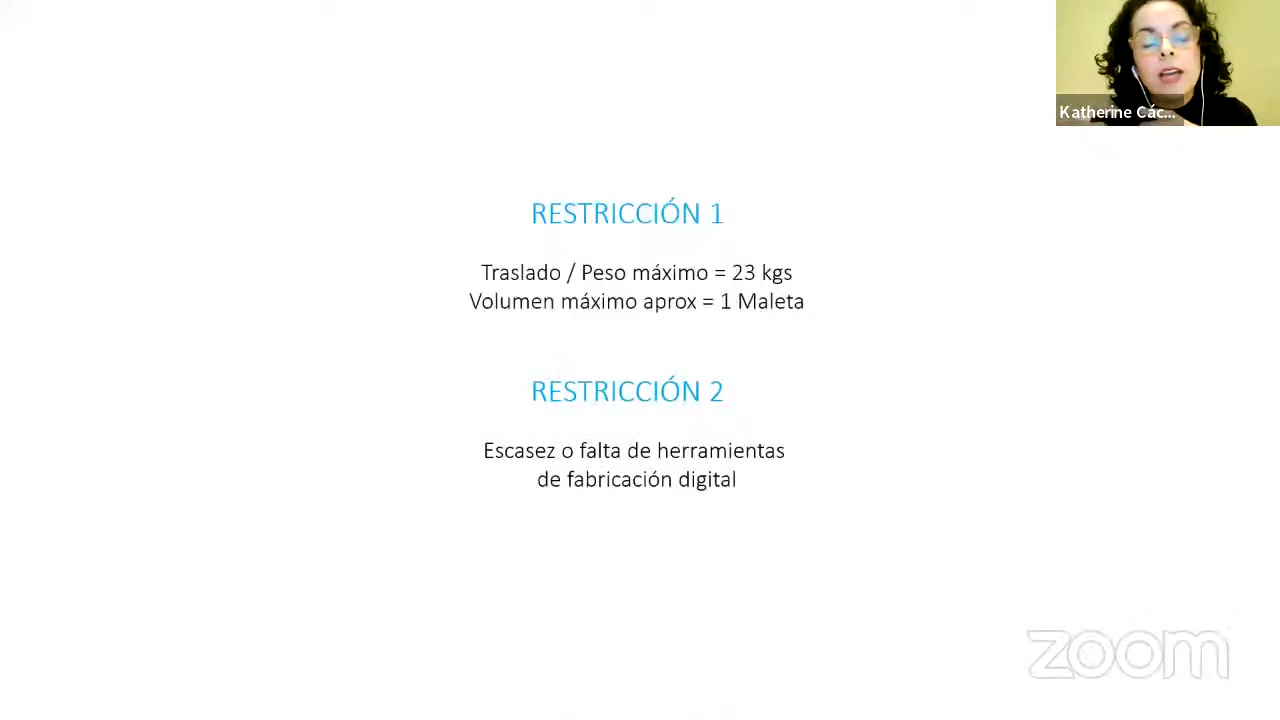 Katherine Các...
RESTRICCIÓN 1
Traslado / Peso máximo = 23 kgs
Volumen máximo aprox = 1 Maleta
RESTRICCIÓN 2
Escasez o falta de herramientas
de fabricación digital
zoom